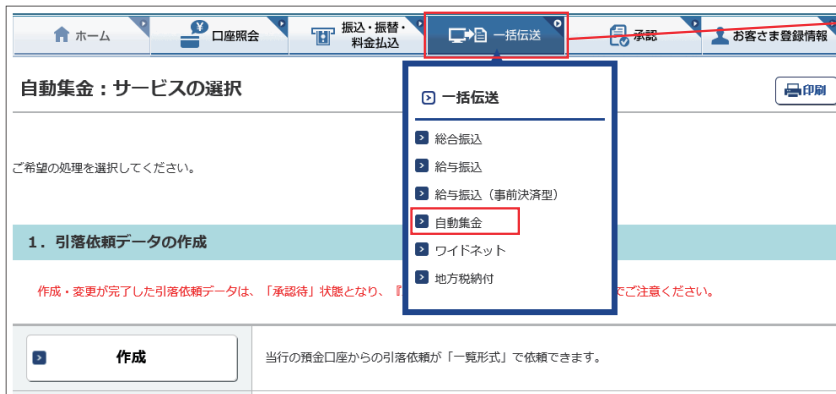 ホーム
口座照会
振込・振替・
料金払込
一括伝送
承認
お客さま登録情報
自動集金：サービスの選択
印刷
一括伝送
総合振込
給与振込
給与振込（事前決済型）
自動集金
ワイドネット
地方税納付
ご希望の処理を選択してください。
1．引落依頼データの作成
作成・変更が完了した引落依頼データは、「承認待」状態となり、『
でご注意ください。
作成
当行の預金口座からの引落依頼が「一覧形式」で依頼できます。